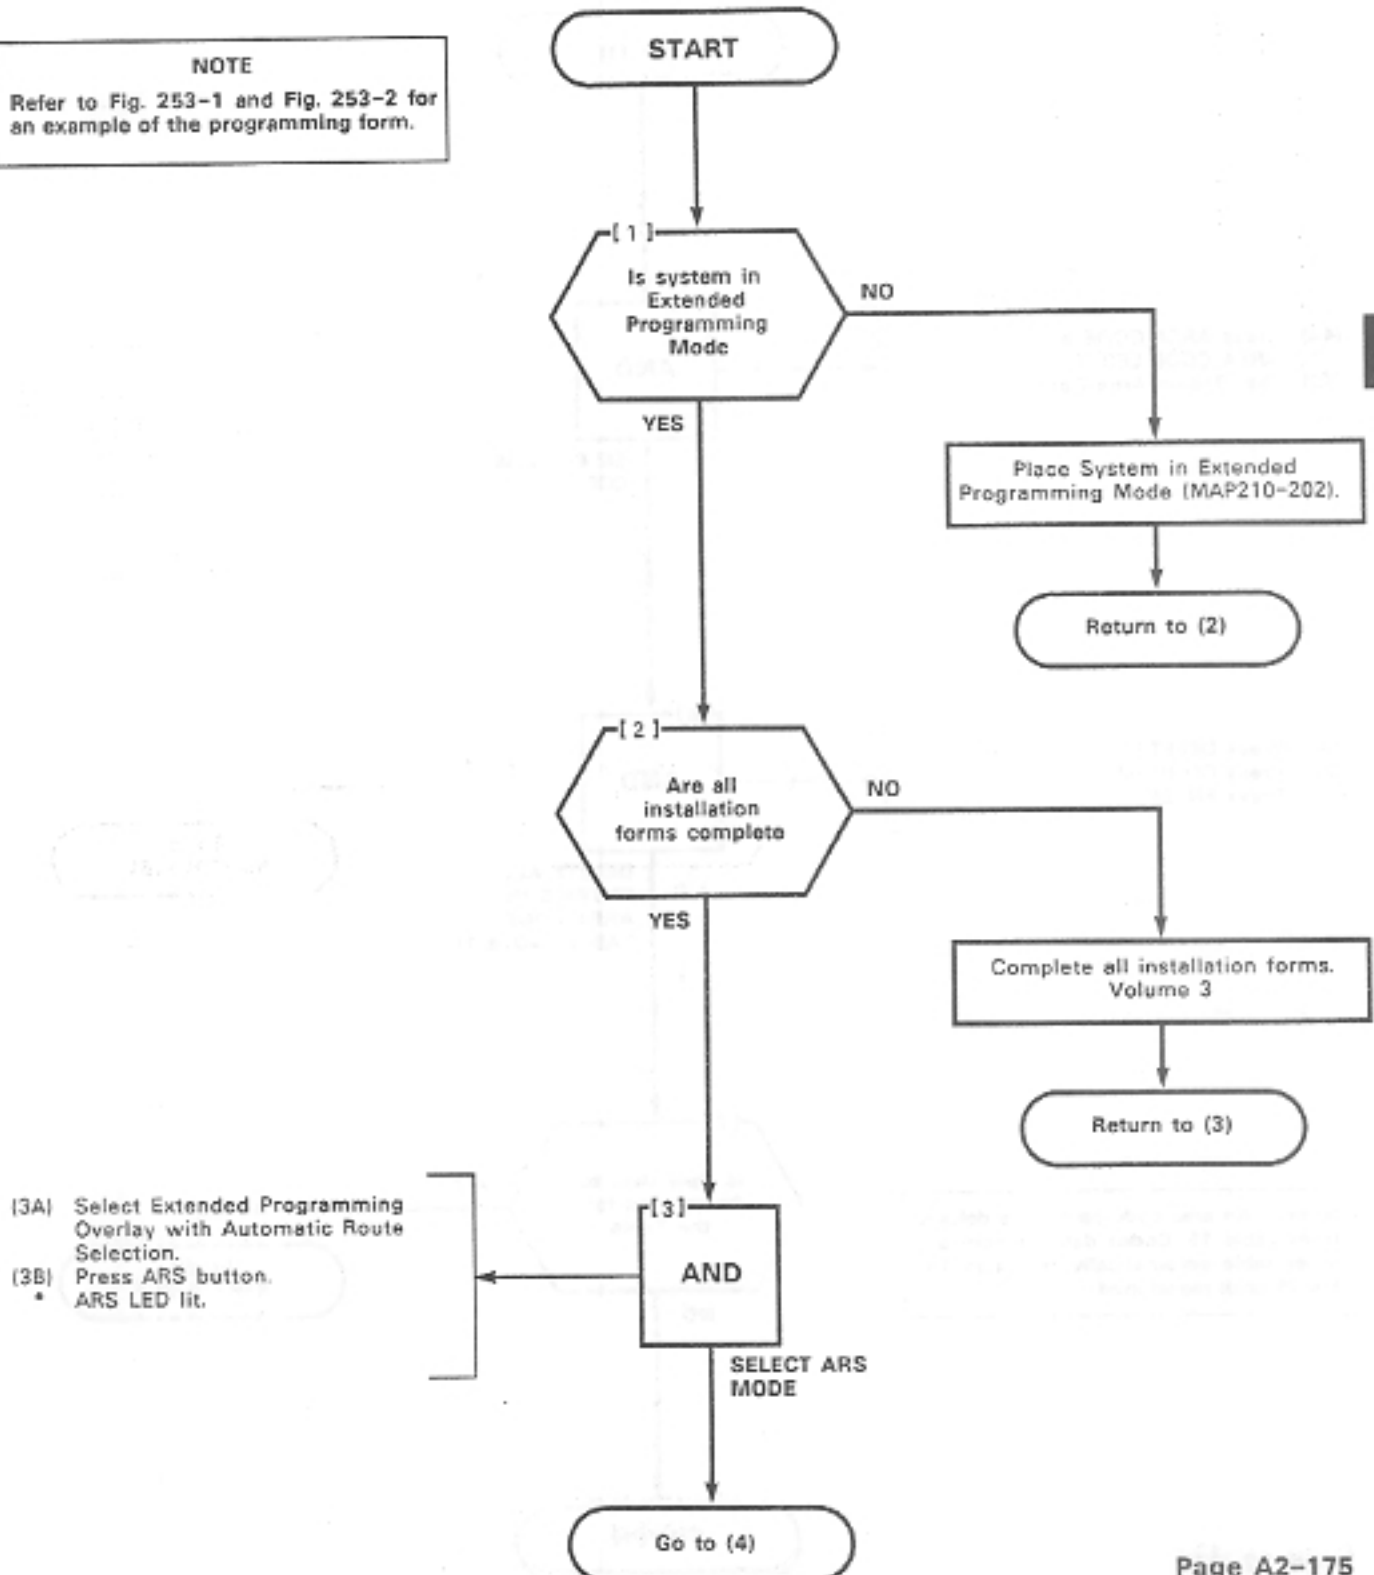 START
NOTE
Refer to Fig. 253-1 and Fig. 253-2 for
an example of the programming form.
[ 1 ]
Is system in
Extended
Programming
Mode
NO
YES
Place System in Extended
Programming Mode (MAP210-202).
Return to (2)
[ 2 ]
Are all
installation
forms complete
NO
YES
Complete all installation forms.
Volume 3
Return to (3)
[3]
AND
(3A) Select Extended Programming
Overlay with Automatic Route
Selection.
(3B) Press ARS button.
* ARS LED lit.
SELECT ARS
MODE
Go to (4)
Page A2-175